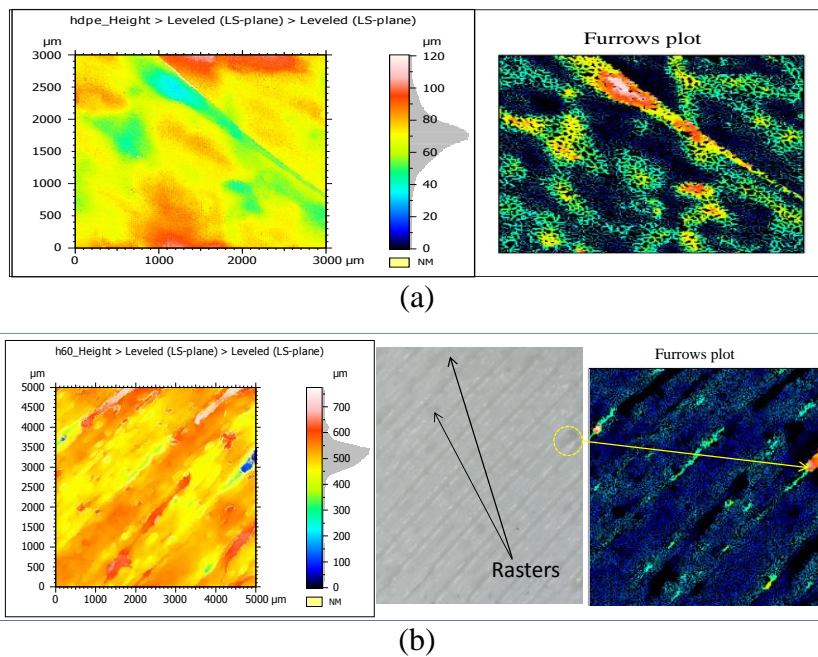 hdpe_Height > Leveled (LS-plane) > Leveled (LS-plane)
µm
3000
2500
2000
1500
1000
500
0
0 1000 2000 3000 µm
µm
120
100
80
60
40
20
0
NM
Furrows plot
(a)
h60_Height > Leveled (LS-plane) > Leveled (LS-plane)
µm
5000
4500
4000
3500
3000
2500
2000
1500
1000
500
0
0 1000 2000 3000 4000 5000 µm
µm
700
600
500
400
300
200
100
0
NM
Rasters
Furrows plot
(b)